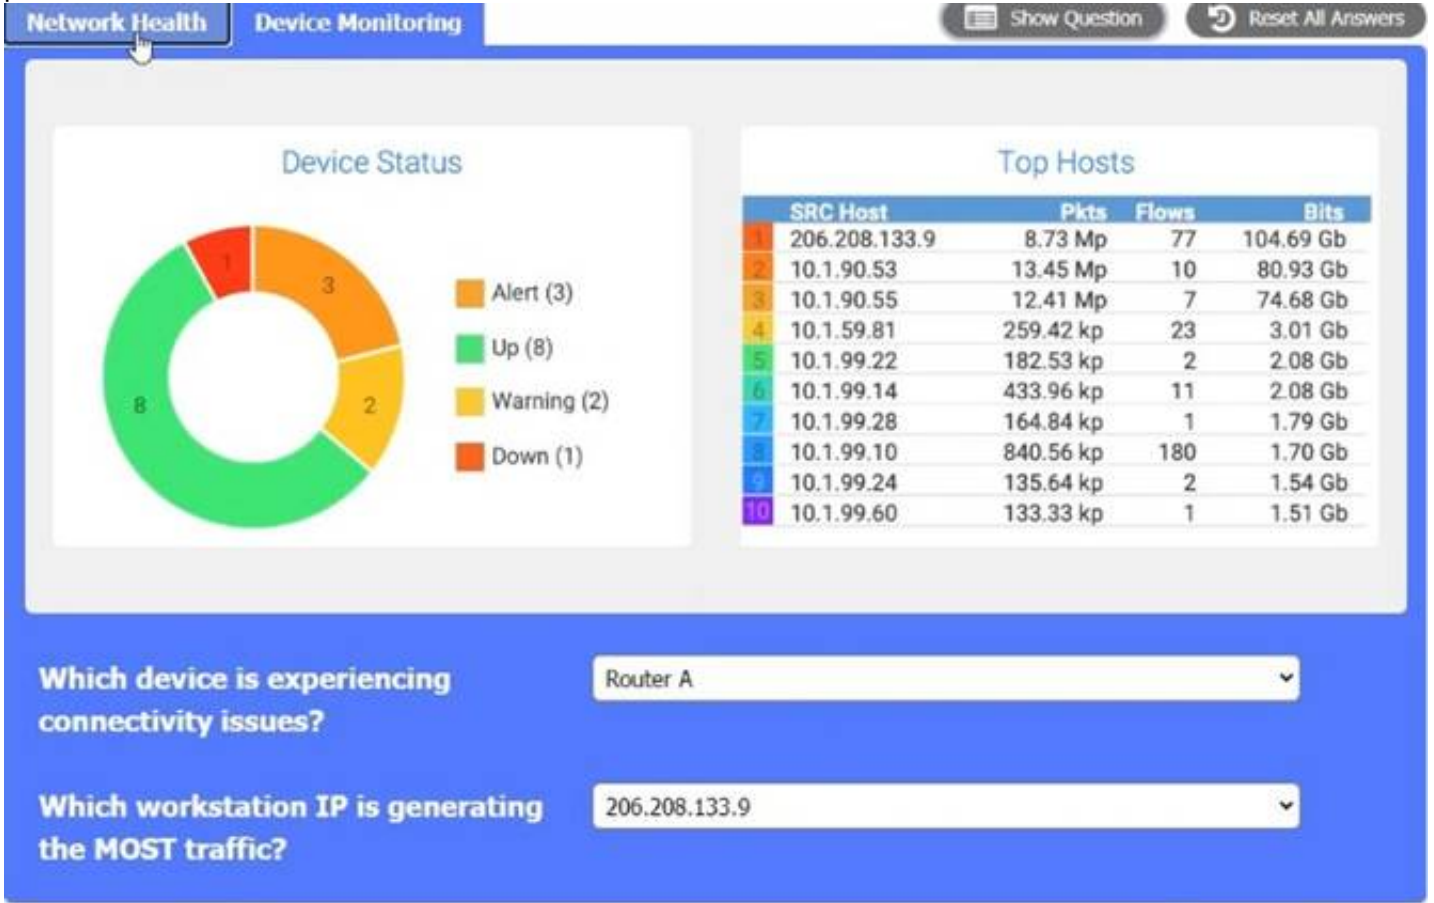 Network Health Device Monitoring Show Question Reset All Answers
Device Status
1
3
8
2
Alert (3)
Up (8)
Warning (2)
Down (1)
Top Hosts
SRC Host Pkts Flows Bits
1 206.208.133.9 8.73 Mp 77 104.69 Gb
2 10.1.90.53 13.45 Mp 10 80.93 Gb
3 10.1.90.55 12.41 Mp 7 74.68 Gb
4 10.1.59.81 259.42 kp 23 3.01 Gb
5 10.1.99.22 182.53 kp 2 2.08 Gb
6 10.1.99.14 433.96 kp 11 2.08 Gb
7 10.1.99.28 164.84 kp 1 1.79 Gb
8 10.1.99.10 840.56 kp 180 1.70 Gb
9 10.1.99.24 135.64 kp 2 1.54 Gb
10 10.1.99.60 133.33 kp 1 1.51 Gb
Which device is experiencing
connectivity issues?
Router A
Which workstation IP is generating
the MOST traffic?
206.208.133.9